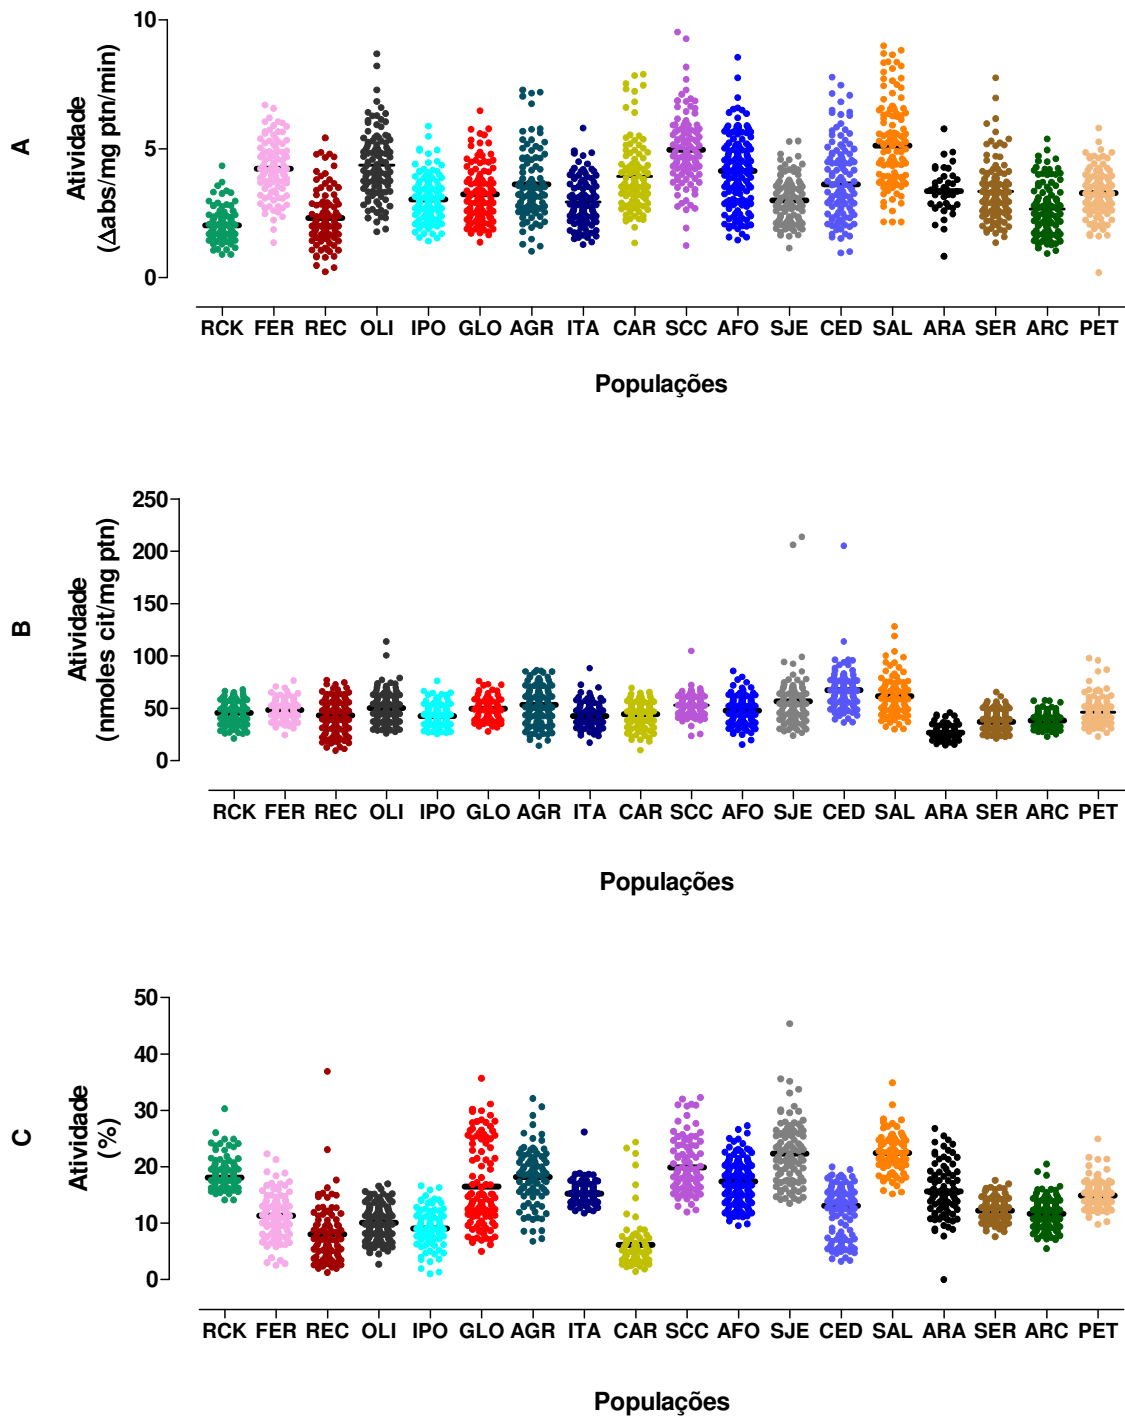 A
Atividade
(Δabs/mg ptn/min)
10
5
0
RCK FER REC OLI IPO GLO AGR ITA CAR SCC AFO SJE CED SAL ARA SER ARC PET
Populações
B
Atividade
(nmoles cit/mg ptn)
250
200
150
100
50
0
RCK FER REC OLI IPO GLO AGR ITA CAR SCC AFO SJE CED SAL ARA SER ARC PET
Populações
C
Atividade
(%)
50
40
30
20
10
0
RCK FER REC OLI IPO GLO AGR ITA CAR SCC AFO SJE CED SAL ARA SER ARC PET
Populações